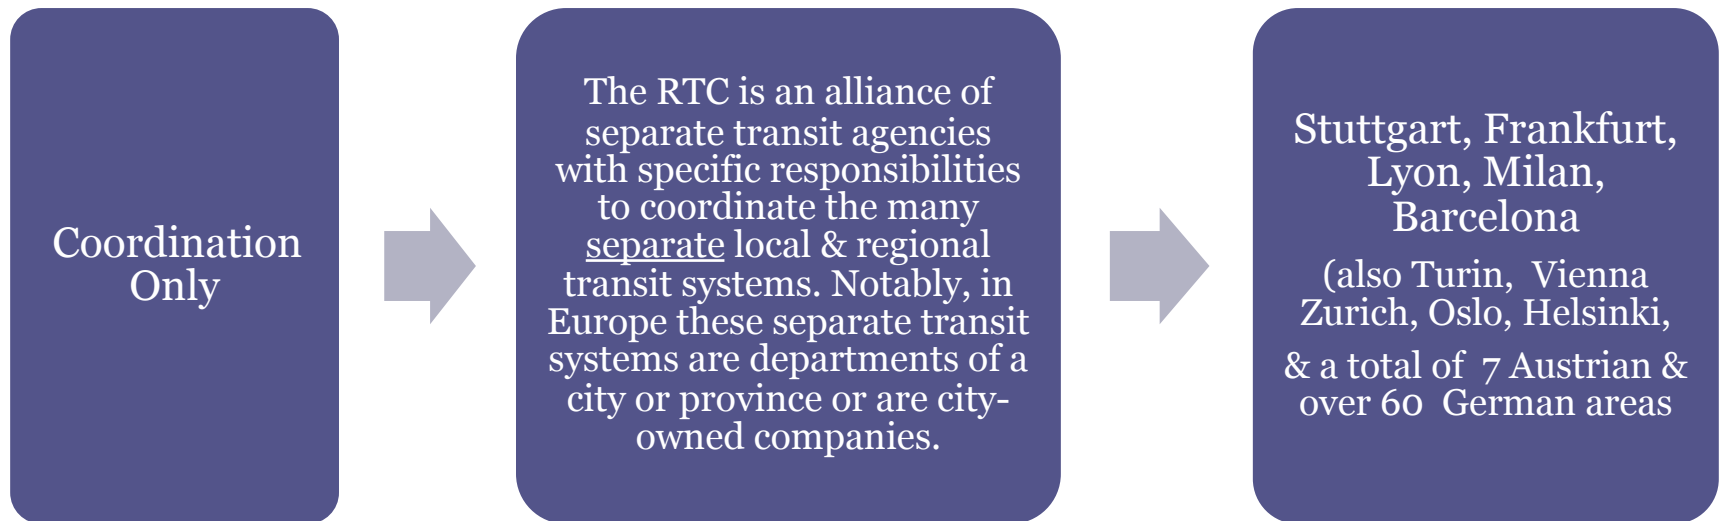 Coordination
Only
The RTC is an alliance of
separate transit agencies
with specific responsibilities
to coordinate the many
separate local & regional
transit systems. Notably, in
Europe these separate transit
systems are departments of a
city or province or are city-
owned companies.
Stuttgart, Frankfurt,
Lyon, Milan,
Barcelona
(also Turin, Vienna
Zurich, Oslo, Helsinki,
& a total of 7 Austrian &
over 60 German areas